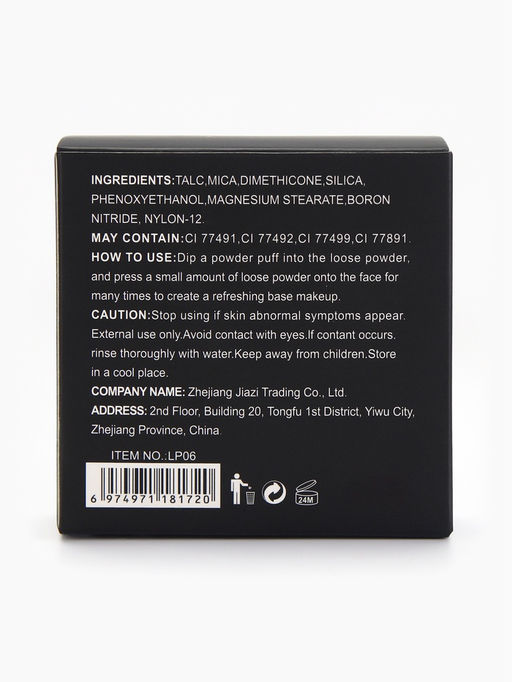 INGREDIENTS:TALC,MICA,DIMETHICONE,SILICA,
PHENOXYETHANOL,MAGNESIUM STEARATE,BORON
NITRIDE, NYLON-12.
MAY CONTAIN:CI 77491,CI 77492,CI 77499,CI 77891.
HOW TO USE:Dip a powder puff into the loose powder,
and press a small amount of loose powder onto the face for
many times to create a refreshing base makeup.
CAUTION:Stop using if skin abnormal symptoms appear.
External use only.Avoid contact with eyes.If contant occurs.
rinse thoroughly with water.Keep away from children.Store
in a cool place.
COMPANY NAME: Zhejiang Jiazi Trading Co., Ltd.
ADDRESS: 2nd Floor, Building 20, Tongfu 1st District, Yiwu City,
Zhejiang Province, China.
ITEM NO.:LP06
6 974971 181720
24M